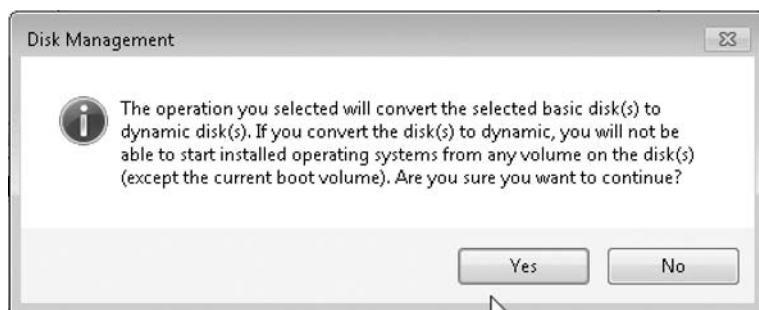 Disk Management
The operation you selected will convert the selected basic disk(s) to
dynamic disk(s). If you convert the disk(s) to dynamic, you will not be
able to start installed operating systems from any volume on the disk(s)
(except the current boot volume). Are you sure you want to continue?
Yes
No